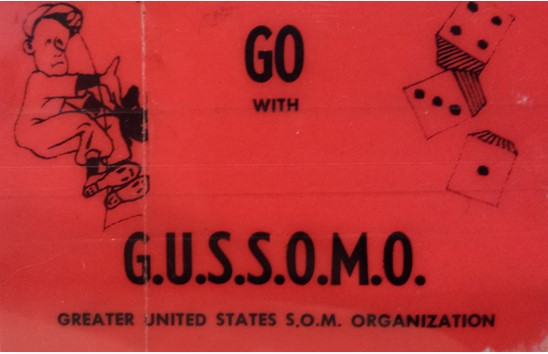 GO
WITH
G.U.S.S.O.M.O.
GREATER UNITED STATES S.O.M. ORGANIZATION